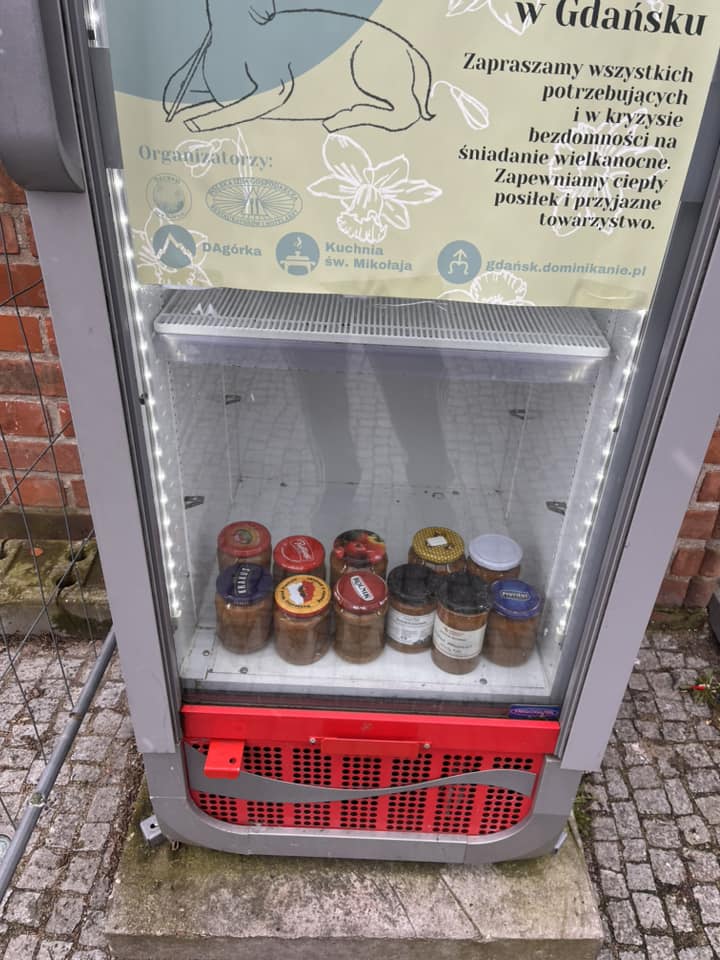 w Gdańsku
Zapraszamy wszystkich
potrzebujących
i w kryzysie
bezdomności na
śniadanie wielkanocne.
Zapewniamy ciepły
posiłek i przyjazne
towarzystwo.
Organizatorzy:
DAgórka
Kuchnia
św. Mikołaja
gdańsk.dominikanie.pl
ROLNIK